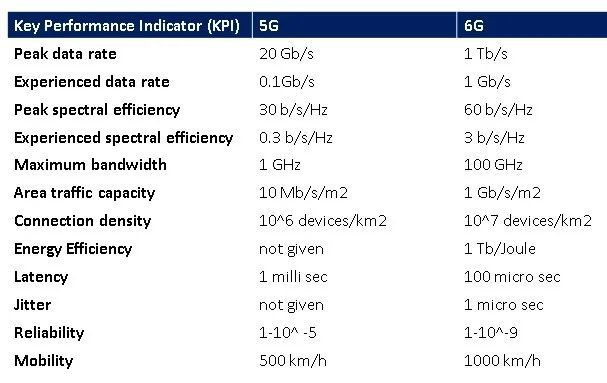 Key Performance Indicator (KPI) 5G 6G
Peak data rate 20 Gb/s 1 Tb/s
Experienced data rate 0.1Gb/s 1 Gb/s
Peak spectral efficiency 30 b/s/Hz 60 b/s/Hz
Experienced spectral efficiency 0.3 b/s/Hz 3 b/s/Hz
Maximum bandwidth 1 GHz 100 GHz
Area traffic capacity 10 Mb/s/m2 1 Gb/s/m2
Connection density 10^6 devices/km2 10^7 devices/km2
Energy Efficiency not given 1 Tb/Joule
Latency 1 milli sec 100 micro sec
Jitter not given 1 micro sec
Reliability 1-10^ -5 1-10^-9
Mobility 500 km/h 1000 km/h